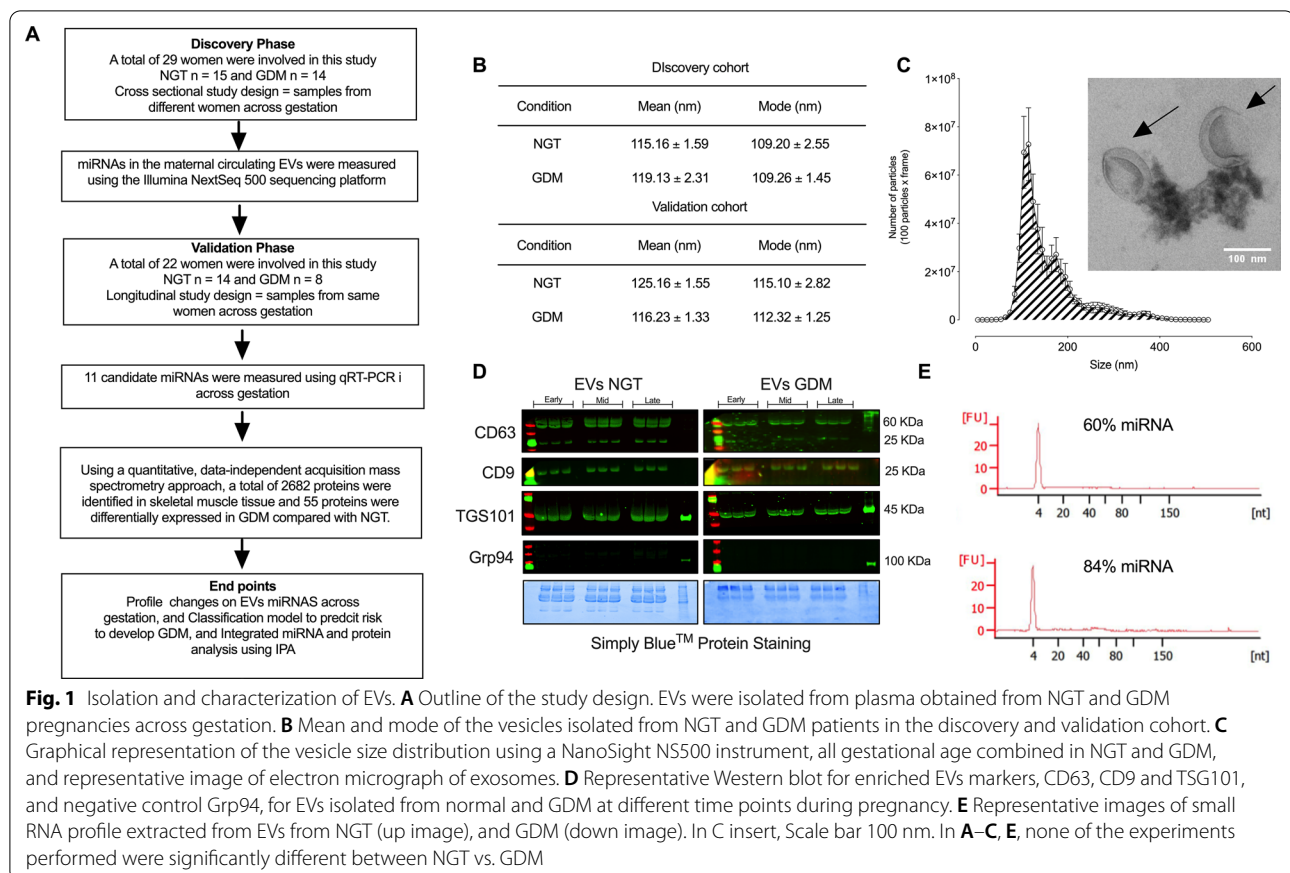 A
Discovery Phase
A total of 29 women were involved in this study
NGT n = 15 and GDM n = 14
Cross sectional study design = samples from
different women across gestation
miRNAs in the maternal circulating EVs were measured
using the Illumina NextSeq 500 sequencing platform
Validation Phase
A total of 22 women were involved in this study
NGT n = 14 and GDM n = 8
Longitudinal study design = samples from same
women across gestation
11 candidate miRNAs were measured using qRT-PCR i
across gestation
Using a quantitative, data-independent acquisition mass
spectrometry approach, a total of 2682 proteins were
identified in skeletal muscle tissue and 55 proteins were
differentially expressed in GDM compared with NGT.
End points
Profile changes on EVs miRNAS across
gestation, and Classification model to predcit risk
to develop GDM, and Integrated miRNA and protein
analysis using IPA
B
DIscovery cohort
Condition Mean (nm) Mode (nm)
NGT 115.16 ± 1.59 109.20 ± 2.55
GDM 119.13 ± 2.31 109.26 ± 1.45
Validation cohort
Condition Mean (nm) Mode (nm)
NGT 125.16 ± 1.55 115.10 ± 2.82
GDM 116.23 ± 1.33 112.32 ± 1.25
C
Number of particles
(100 particles x frame)
1×10⁸
8×10⁷
6×10⁷
4×10⁷
2×10⁷
0
0 200 400 600
Size (nm)
100 nm
D
EVs NGT EVs GDM
Early Mid Late Early Mid Late
CD63 60 KDa
25 KDa
CD9 25 KDa
TGS101 45 KDa
Grp94 100 KDa
Simply Blue™ Protein Staining
E
[FU] 60% miRNA
20
10
0
4 20 40 80 150 [nt]
[FU] 84% miRNA
20
10
0
4 20 40 80 150 [nt]
Fig. 1 Isolation and characterization of EVs. A Outline of the study design. EVs were isolated from plasma obtained from NGT and GDM
pregnancies across gestation. B Mean and mode of the vesicles isolated from NGT and GDM patients in the discovery and validation cohort. C
Graphical representation of the vesicle size distribution using a NanoSight NS500 instrument, all gestational age combined in NGT and GDM,
and representative image of electron micrograph of exosomes. D Representative Western blot for enriched EVs markers, CD63, CD9 and TSG101,
and negative control Grp94, for EVs isolated from normal and GDM at different time points during pregnancy. E Representative images of small
RNA profile extracted from EVs from NGT (up image), and GDM (down image). In C insert, Scale bar 100 nm. In A–C, E, none of the experiments
performed were significantly different between NGT vs. GDM